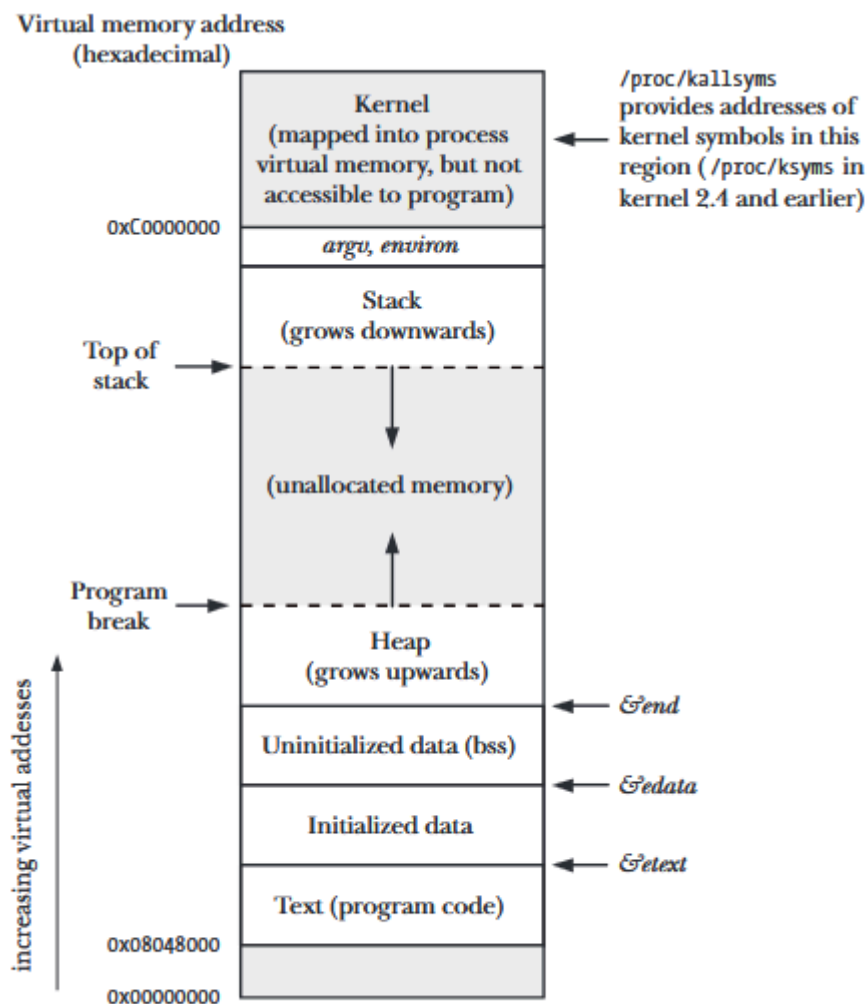 Virtual memory address
(hexadecimal)
/proc/kallsyms
provides addresses of
kernel symbols in this
region (/proc/ksyms in
kernel 2.4 and earlier)
Kernel
(mapped into process
virtual memory, but not
accessible to program)
0xC0000000
argv, environ
Stack
(grows downwards)
Top of
stack
(unallocated memory)
Program
break
Heap
(grows upwards)
&end
Uninitialized data (bss)
&edata
Initialized data
&etext
Text (program code)
0x08048000
0x00000000
increasing virtual addesses